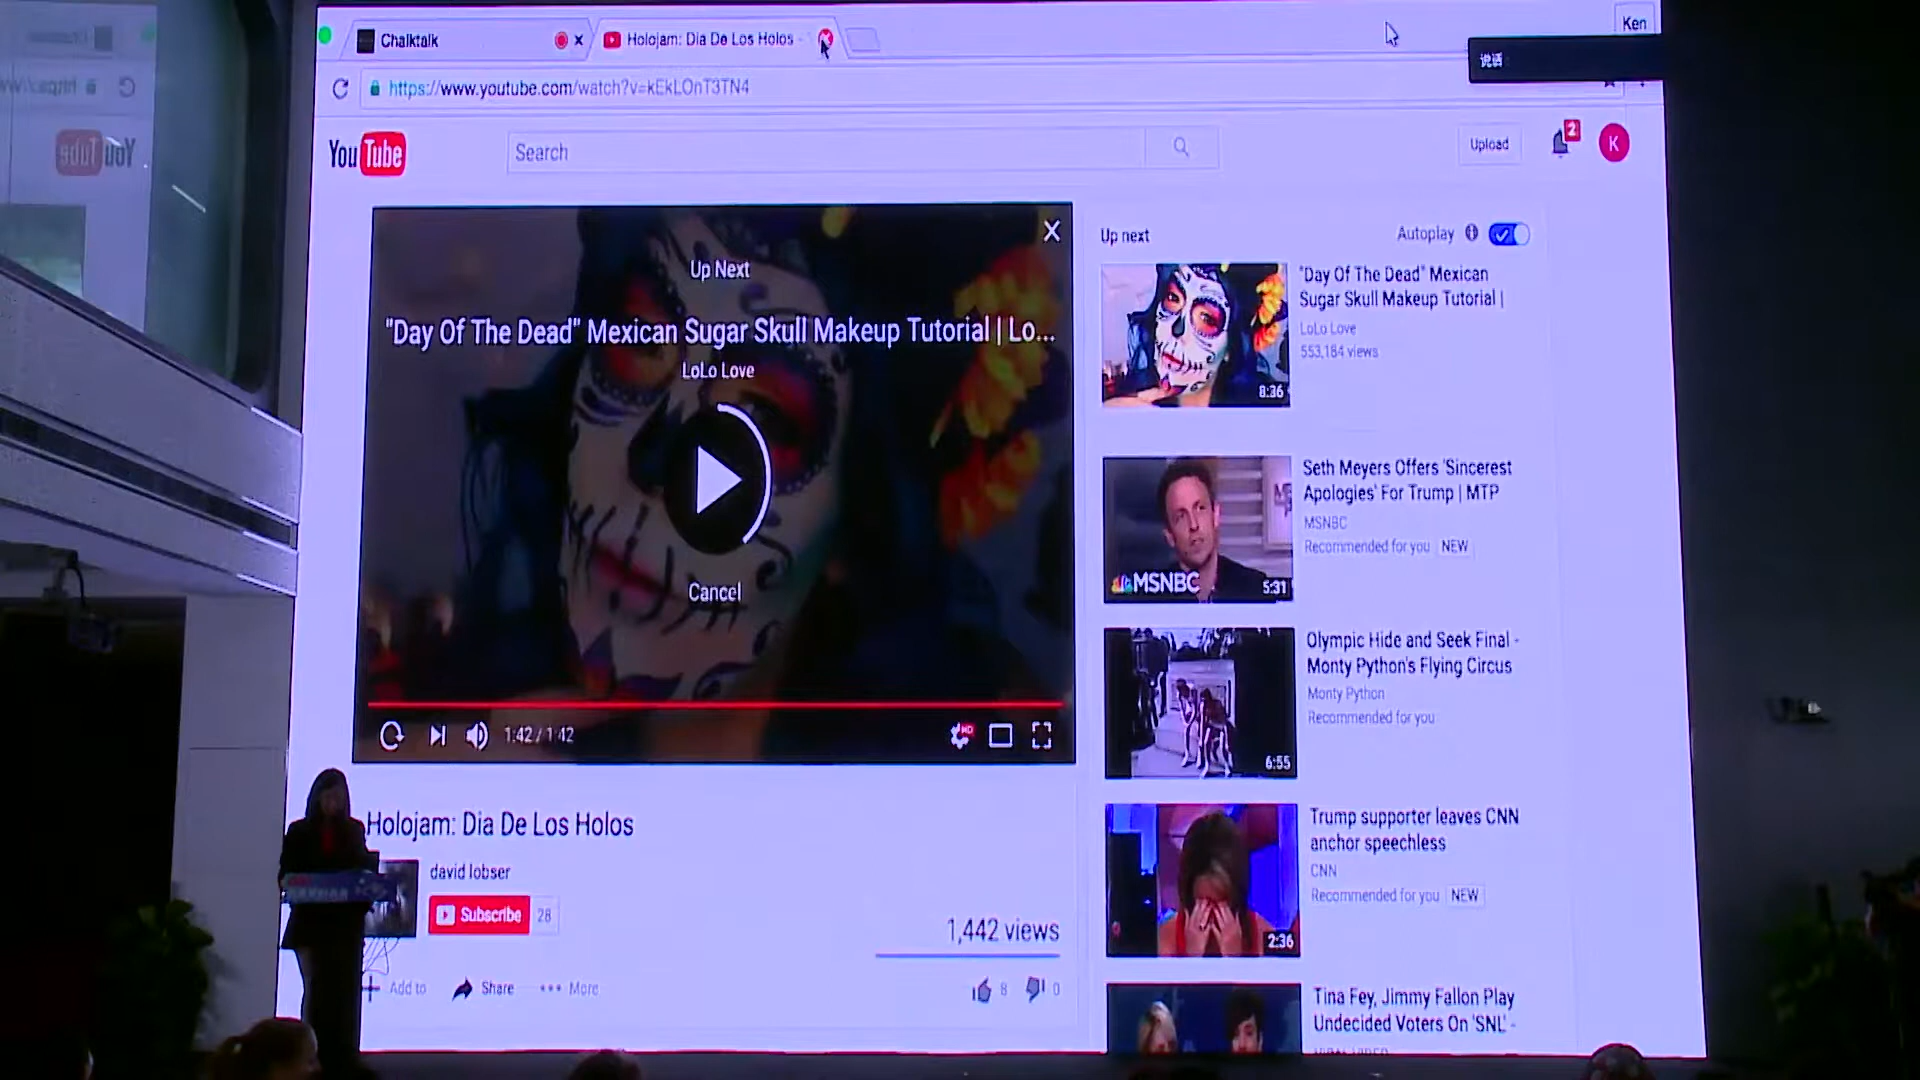 Chalktalk
Holojam: Dia De Los Holos -
Ken
说话
https://www.youtube.com/watch?v=kEkLOnT3TN4
YouTube
Search
Upload
2
K
Up Next
"Day Of The Dead" Mexican Sugar Skull Makeup Tutorial | Lo...
LoLo Love
Cancel
1:42 / 1:42
HD
Holojam: Dia De Los Holos
david lobser
Subscribe 28
1,442 views
Add to
Share
More
8
0
Up next
Autoplay
"Day Of The Dead" Mexican
Sugar Skull Makeup Tutorial |
LoLo Love
553,184 views
8:36
Seth Meyers Offers 'Sincerest
Apologies' For Trump | MTP
MSNBC
Recommended for you NEW
MSNBC
5:31
Olympic Hide and Seek Final -
Monty Python's Flying Circus
Monty Python
Recommended for you
6:55
Trump supporter leaves CNN
anchor speechless
CNN
Recommended for you NEW
2:36
Tina Fey, Jimmy Fallon Play
Undecided Voters On 'SNL' -